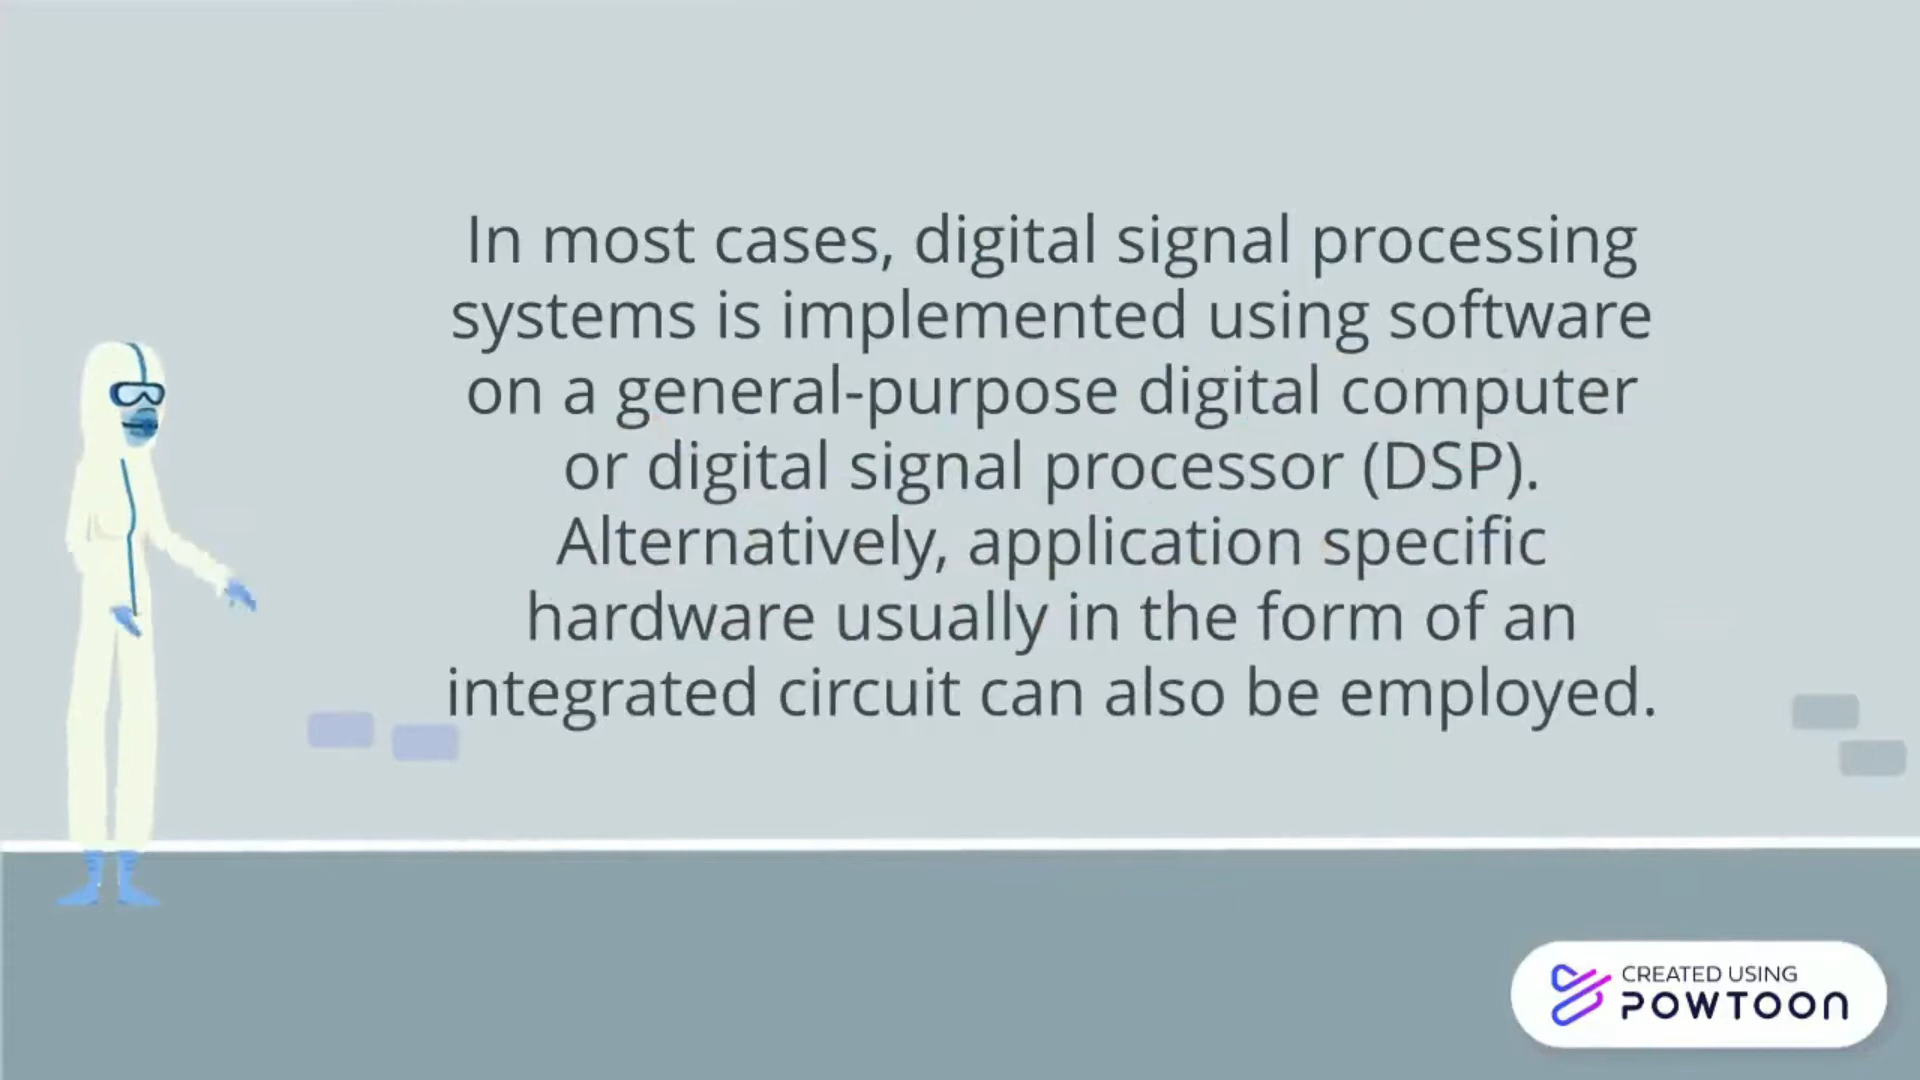 In most cases, digital signal processing
systems is implemented using software
on a general-purpose digital computer
or digital signal processor (DSP).
Alternatively, application specific
hardware usually in the form of an
integrated circuit can also be employed.
CREATED USING
POWTOON